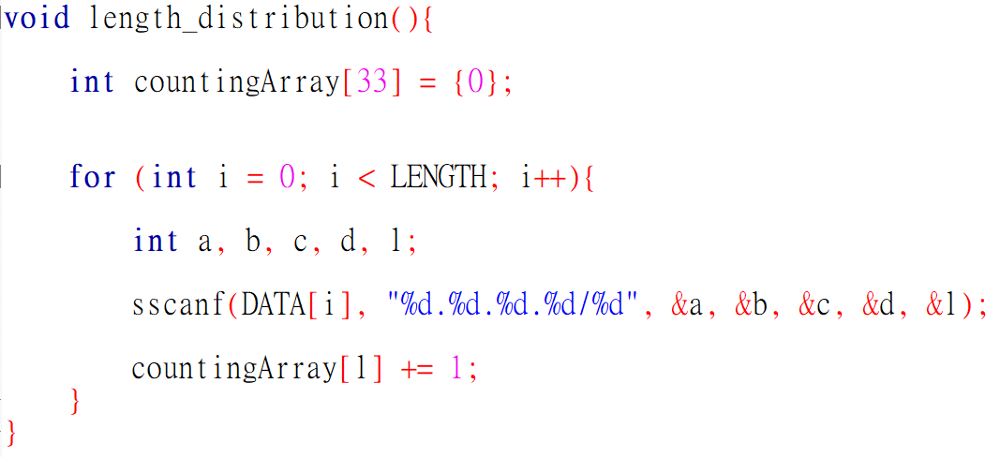 void length_distribution(){
int countingArray[33] = {0};
for (int i = 0; i < LENGTH; i++){
int a, b, c, d, l;
sscanf(DATA[i], "%d.%d.%d.%d/%d", &a, &b, &c, &d, &l);
countingArray[l] += 1;
}
}